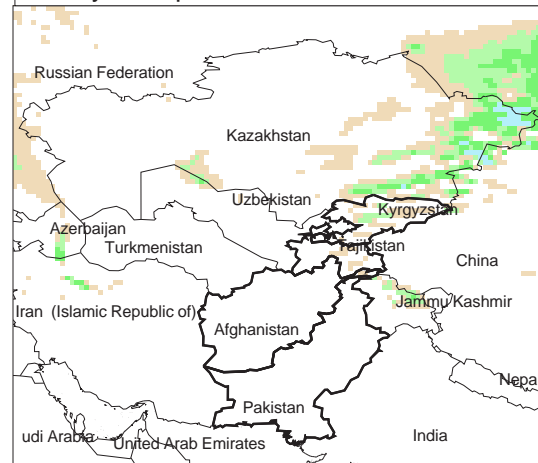 Russian Federation
Kazakhstan
Uzbekistan
Kyrgyzstan
Azerbaijan
Turkmenistan
Tajikistan
China
Iran (Islamic Republic of)
Jammu Kashmir
Afghanistan
Nepa
Pakistan
udi Arabia
United Arab Emirates
India